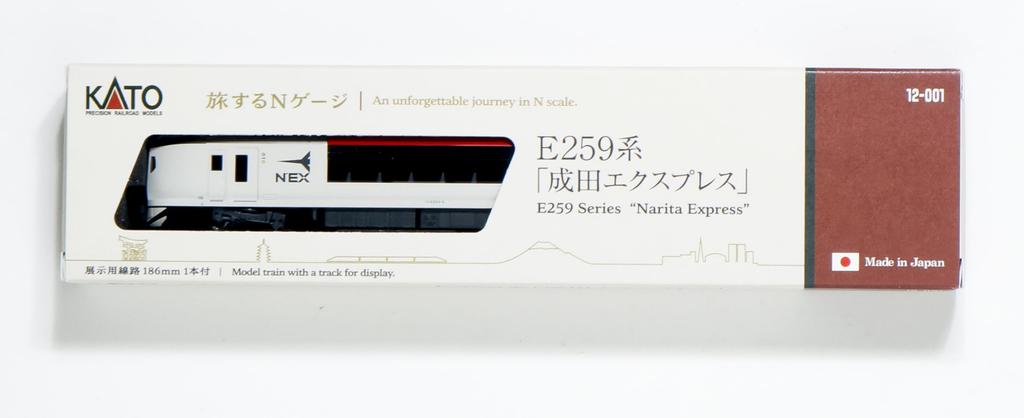 KATO
PRECISION RAILROAD MODELS
旅するNゲージ | An unforgettable journey in N scale.
12-001
NEX
E259系
「成田エクスプレス」
E259 Series “Narita Express”
展示用線路 186mm 1本付 | Model train with a track for display.
Made in Japan